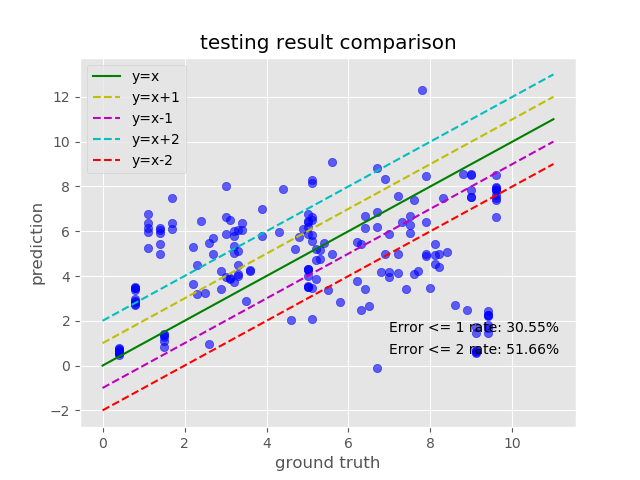 testing result comparison
y=x
y=x+1
y=x-1
y=x+2
y=x-2
12
10
8
6
4
2
0
−2
prediction
Error <= 1 rate: 30.55%
Error <= 2 rate: 51.66%
0 2 4 6 8 10
ground truth